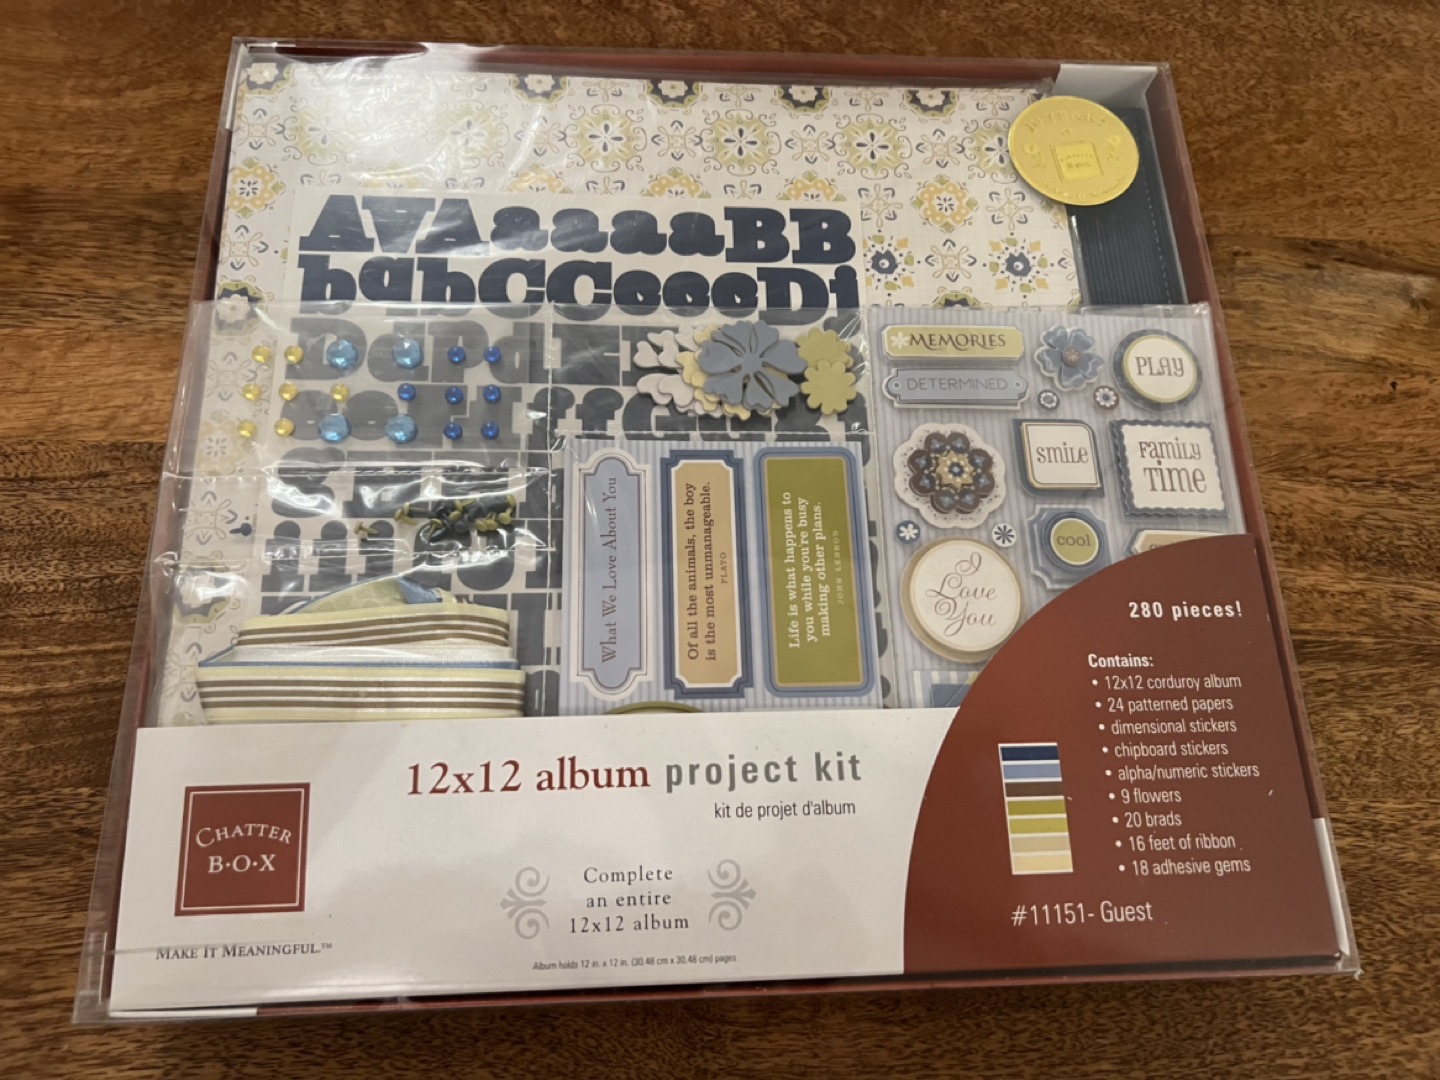 AAAaaaaaBB
bbbbCCccccDd
MEMORIES
DETERMINED
PLAY
smile
FAMILY
TIME
cool
I
Love
You
What We Love About You
Of all the animals, the boy
is the most unmanageable.
PLATO
Life is what happens to
you while you're busy
making other plans.
JOHN LENNON
280 pieces!
Contains:
• 12x12 corduroy album
• 24 patterned papers
• dimensional stickers
• chipboard stickers
• alpha/numeric stickers
• 9 flowers
• 20 brads
• 16 feet of ribbon
• 18 adhesive gems
#11151- Guest
12x12 album project kit
kit de projet d'album
CHATTER
B·O·X
MAKE IT MEANINGFUL.™
Complete
an entire
12x12 album
Album holds 12 in. x 12 in. (30.48 cm x 30.48 cm) pages